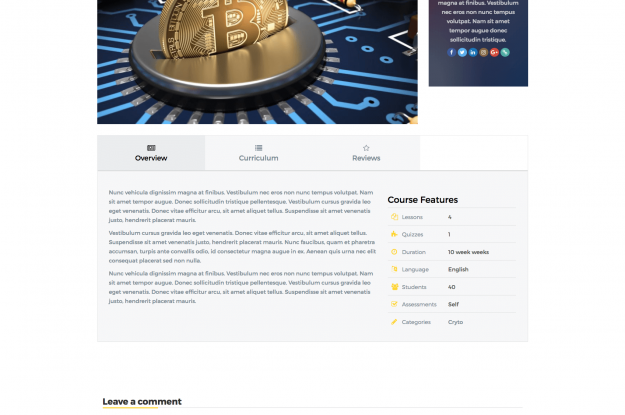 magna at finibus. Vestibulum
nec eros non nunc tempus
volutpat. Nam sit amet
tempor augue donec
sollicitudin tristique.
Overview
Curriculum
Reviews
Nunc vehicula dignissim magna at finibus. Vestibulum nec eros non nunc tempus volutpat. Nam
sit amet tempor augue. Donec sollicitudin tristique pellentesque. Vestibulum cursus gravida leo
eget venenatis. Donec vitae efficitur arcu, sit amet aliquet tellus. Suspendisse sit amet venenatis
justo, hendrerit placerat mauris.
Vestibulum cursus gravida leo eget venenatis. Donec vitae efficitur arcu, sit amet aliquet tellus.
Suspendisse sit amet venenatis justo, hendrerit placerat mauris. Nunc faucibus, quam et pharetra
accumsan, turpis ante convallis odio, id consectetur magna augue in ex. Aenean quis urna nec elit
consequat placerat sed non nulla.
Nunc vehicula dignissim magna at finibus. Vestibulum nec eros non nunc tempus volutpat. Nam
sit amet tempor augue. Donec sollicitudin tristique pellentesque. Vestibulum cursus gravida leo
eget venenatis. Donec vitae efficitur arcu, sit amet aliquet tellus. Suspendisse sit amet venenatis
justo, hendrerit placerat mauris.
Course Features
Lessons 4
Quizzes 1
Duration 10 week weeks
Language English
Students 40
Assessments Self
Categories Cryto
Leave a comment